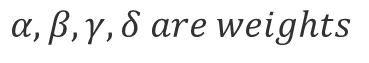 α, β, γ, δ are weights